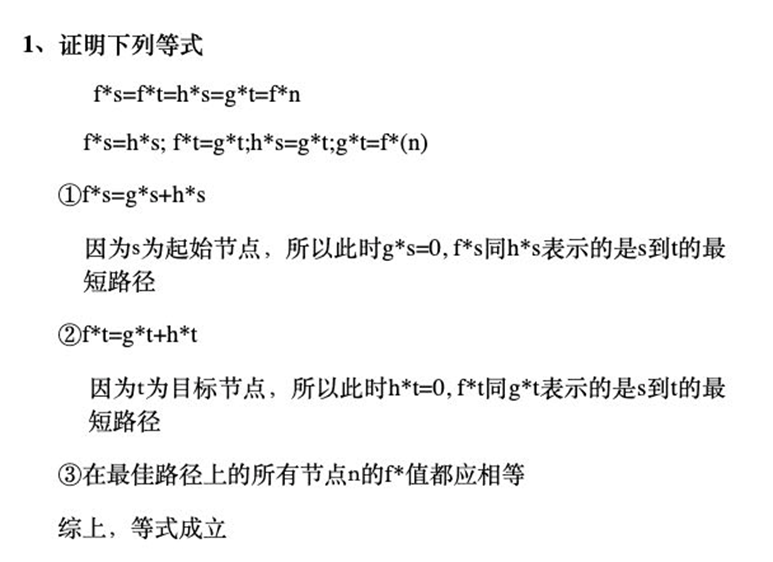 1、证明下列等式
f*s=f*t=h*s=g*t=f*n
f*s=h*s; f*t=g*t;h*s=g*t;g*t=f*(n)
①f*s=g*s+h*s
因为s为起始节点，所以此时g*s=0, f*s同h*s表示的是s到t的最
短路径
②f*t=g*t+h*t
因为t为目标节点，所以此时h*t=0, f*t同g*t表示的是s到t的最
短路径
③在最佳路径上的所有节点n的f*值都应相等
综上，等式成立